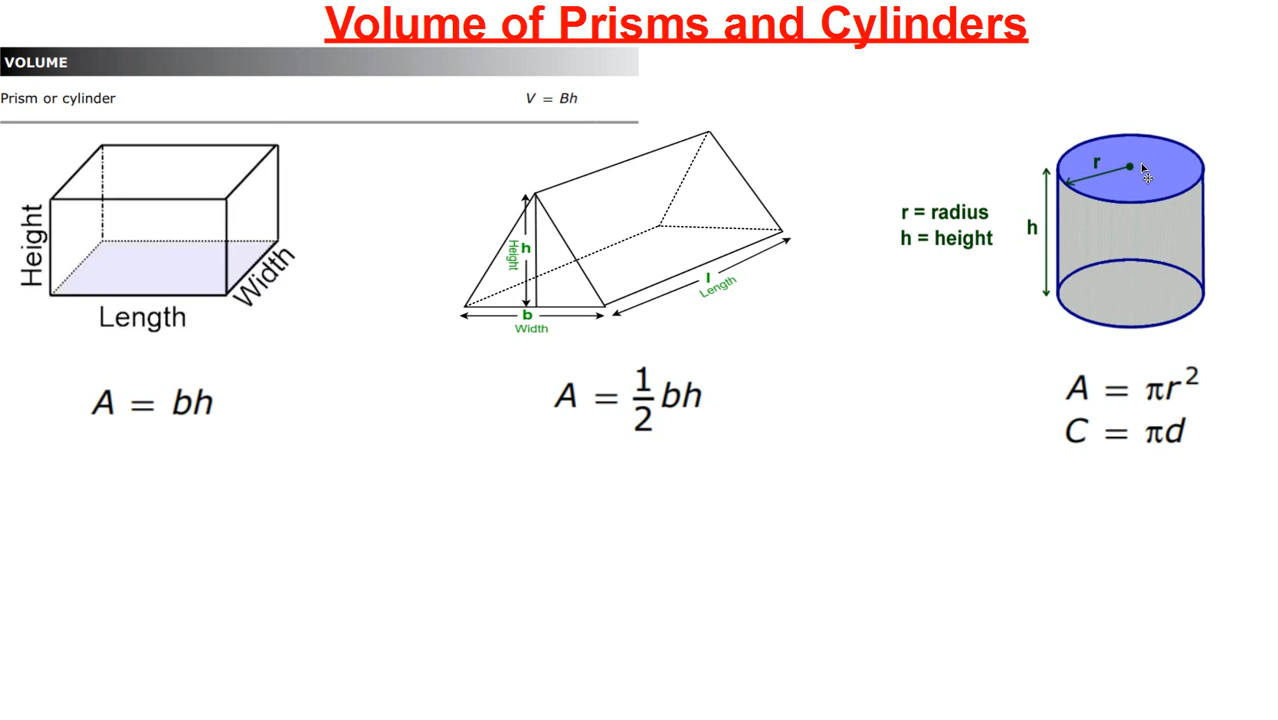 Volume of Prisms and Cylinders
VOLUME
Prism or cylinder V = Bh
Height
Width
Length
h
Height
b
Width
l
Length
r = radius
h = height
r
h
A = bh
A = 1/2 bh
A = πr²
C = πd